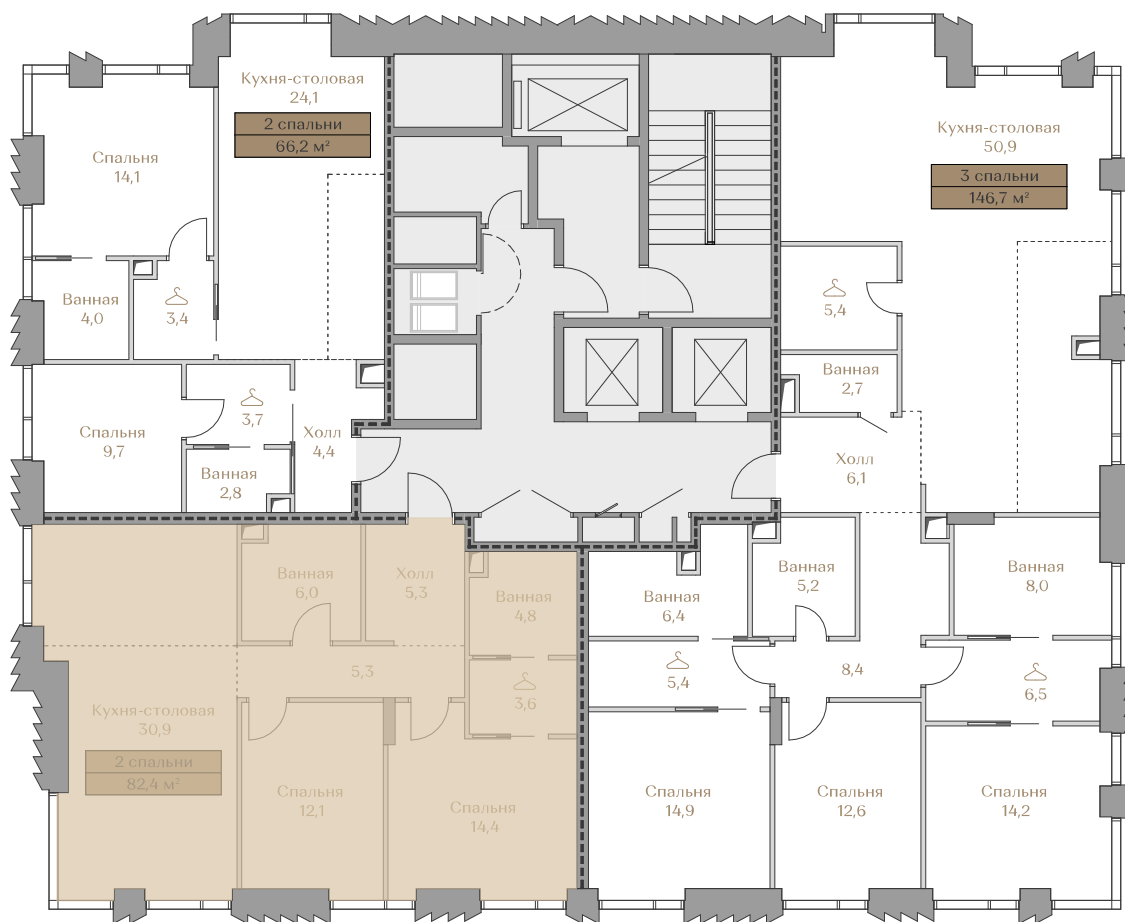 Кухня-столовая
24,1
2 спальни
66,2 м²
Спальня
14,1
Ванная
4,0
3,4
Спальня
9,7
3,7
Ванная
2,8
Холл
4,4
Кухня-столовая
50,9
3 спальни
146,7 м²
5,4
Ванная
2,7
Холл
6,1
Ванная
6,0
Холл
5,3
Ванная
4,8
5,3
3,6
Кухня-столовая
30,9
2 спальни
82,4 м²
Спальня
12,1
Спальня
14,4
Ванная
6,4
Ванная
5,2
Ванная
8,0
5,4
8,4
6,5
Спальня
14,9
Спальня
12,6
Спальня
14,2